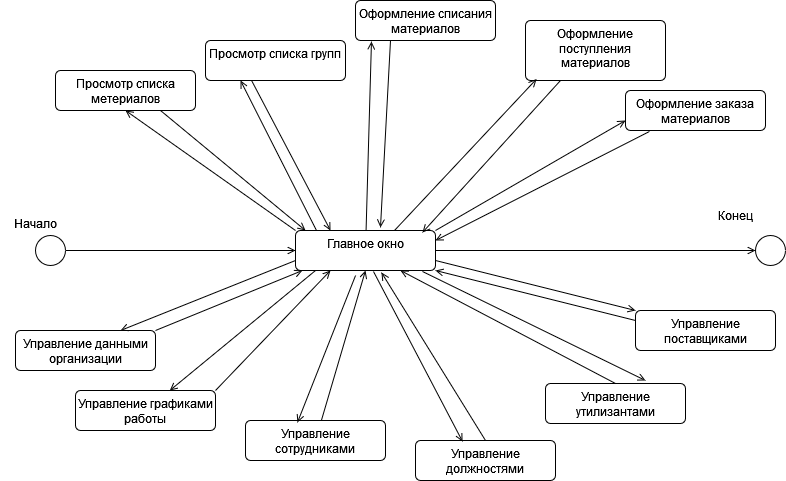 Оформление списания
материалов
Просмотр списка групп
Оформление
поступления
материалов
Просмотр списка
метериалов
Оформление заказа
материалов
Начало
Главное окно
Конец
Управление данными
организации
Управление
поставщиками
Управление графиками
работы
Управление
утилизантами
Управление
сотрудниками
Управление
должностями